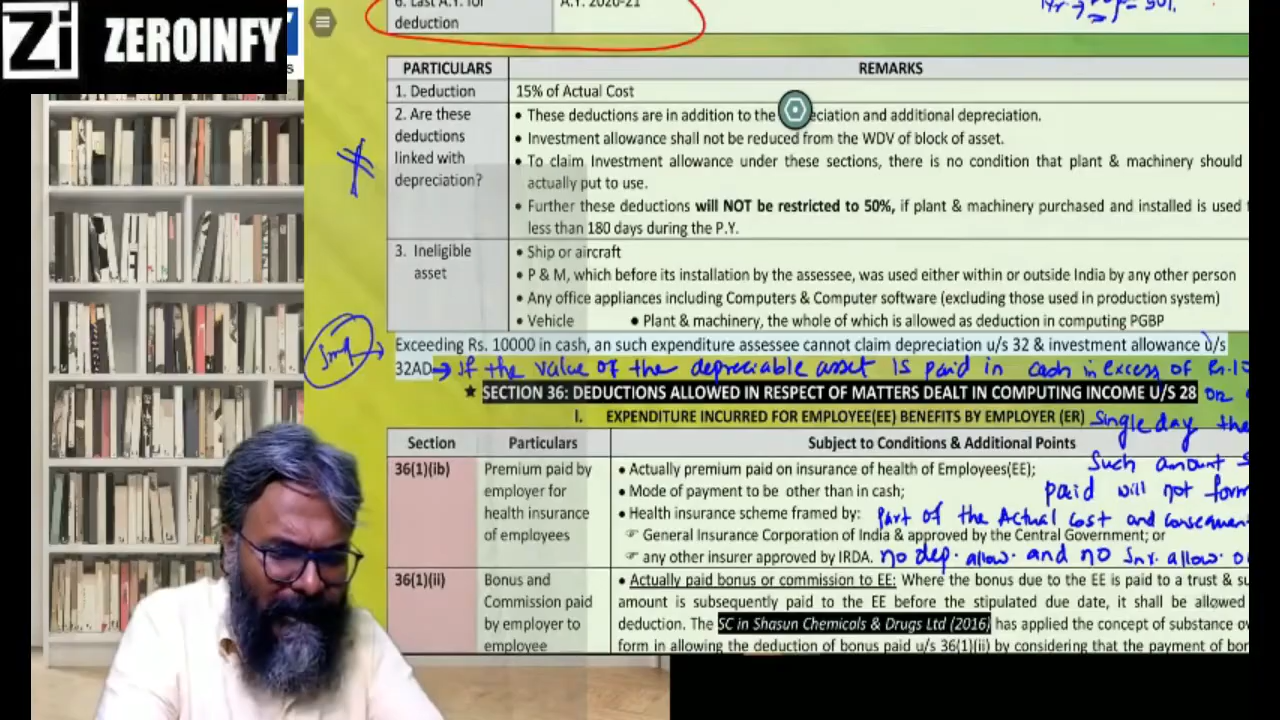 Zi ZEROINFY
6. Last A.Y. for deduction A.Y. 2020-21
PARTICULARS REMARKS
1. Deduction 15% of Actual Cost
2. Are these deductions linked with depreciation?
• These deductions are in addition to the eciation and additional depreciation.
• Investment allowance shall not be reduced from the WDV of block of asset.
• To claim Investment allowance under these sections, there is no condition that plant & machinery should
actually put to use.
• Further these deductions will NOT be restricted to 50%, if plant & machinery purchased and installed is used
less than 180 days during the P.Y.
3. Ineligible asset
• Ship or aircraft
• P & M, which before its installation by the assessee, was used either within or outside India by any other person
• Any office appliances including Computers & Computer software (excluding those used in production system)
• Vehicle • Plant & machinery, the whole of which is allowed as deduction in computing PGBP
Exceeding Rs. 10000 in cash, an such expenditure assessee cannot claim depreciation u/s 32 & investment allowance u/s
32AD → if the value of the depreciable asset is paid in cash in excess of
★ SECTION 36: DEDUCTIONS ALLOWED IN RESPECT OF MATTERS DEALT IN COMPUTING INCOME U/S 28 or
I. EXPENDITURE INCURRED FOR EMPLOYEE(EE) BENEFITS BY EMPLOYER (ER) Single day
Section Particulars Subject to Conditions & Additional Points
Such amount
36(1)(ib) Premium paid by employer for health insurance of employees
• Actually premium paid on insurance of health of Employees(EE);
• Mode of payment to be other than in cash; paid will not form
• Health insurance scheme framed by: part of the Actual cost and
☞ General Insurance Corporation of India & approved by the Central Government; or
☞ any other insurer approved by IRDA. no dep. allow. and no Inv. allow.
36(1)(ii) Bonus and Commission paid by employer to employee
• Actually paid bonus or commission to EE: Where the bonus due to the EE is paid to a trust &
amount is subsequently paid to the EE before the stipulated due date, it shall be allowed
deduction. The SC in Shasun Chemicals & Drugs Ltd (2016) has applied the concept of substance
form in allowing the deduction of bonus paid u/s 36(1)(ii) by considering that the payment of